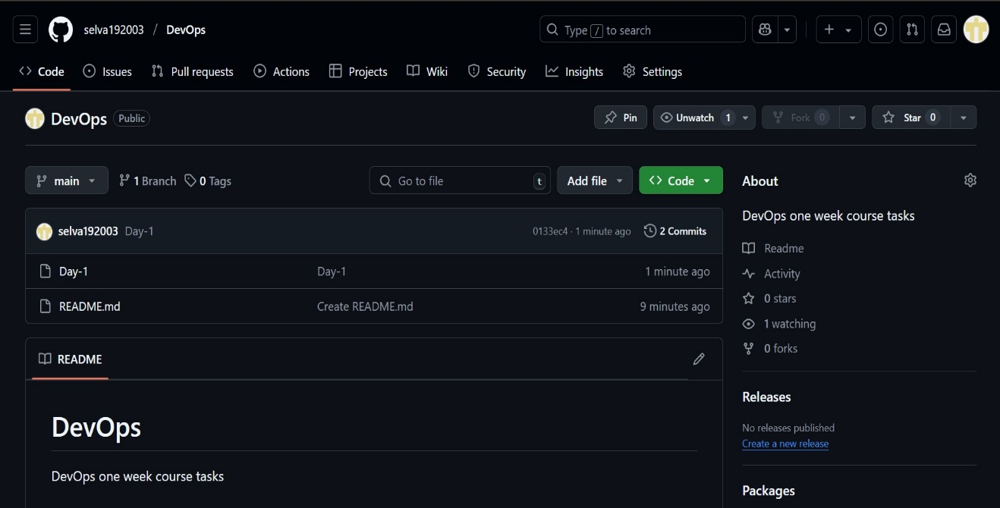 selva192003 / DevOps
Type / to search
Code Issues Pull requests Actions Projects Wiki Security Insights Settings
DevOps Public
Pin Unwatch 1 Fork 0 Star 0
main 1 Branch 0 Tags Go to file t Add file Code
About
DevOps one week course tasks
selva192003 Day-1 0133ec4 · 1 minute ago 2 Commits
Day-1 Day-1 1 minute ago
README.md Create README.md 9 minutes ago
Readme
Activity
0 stars
1 watching
0 forks
README
DevOps
DevOps one week course tasks
Releases
No releases published
Create a new release
Packages